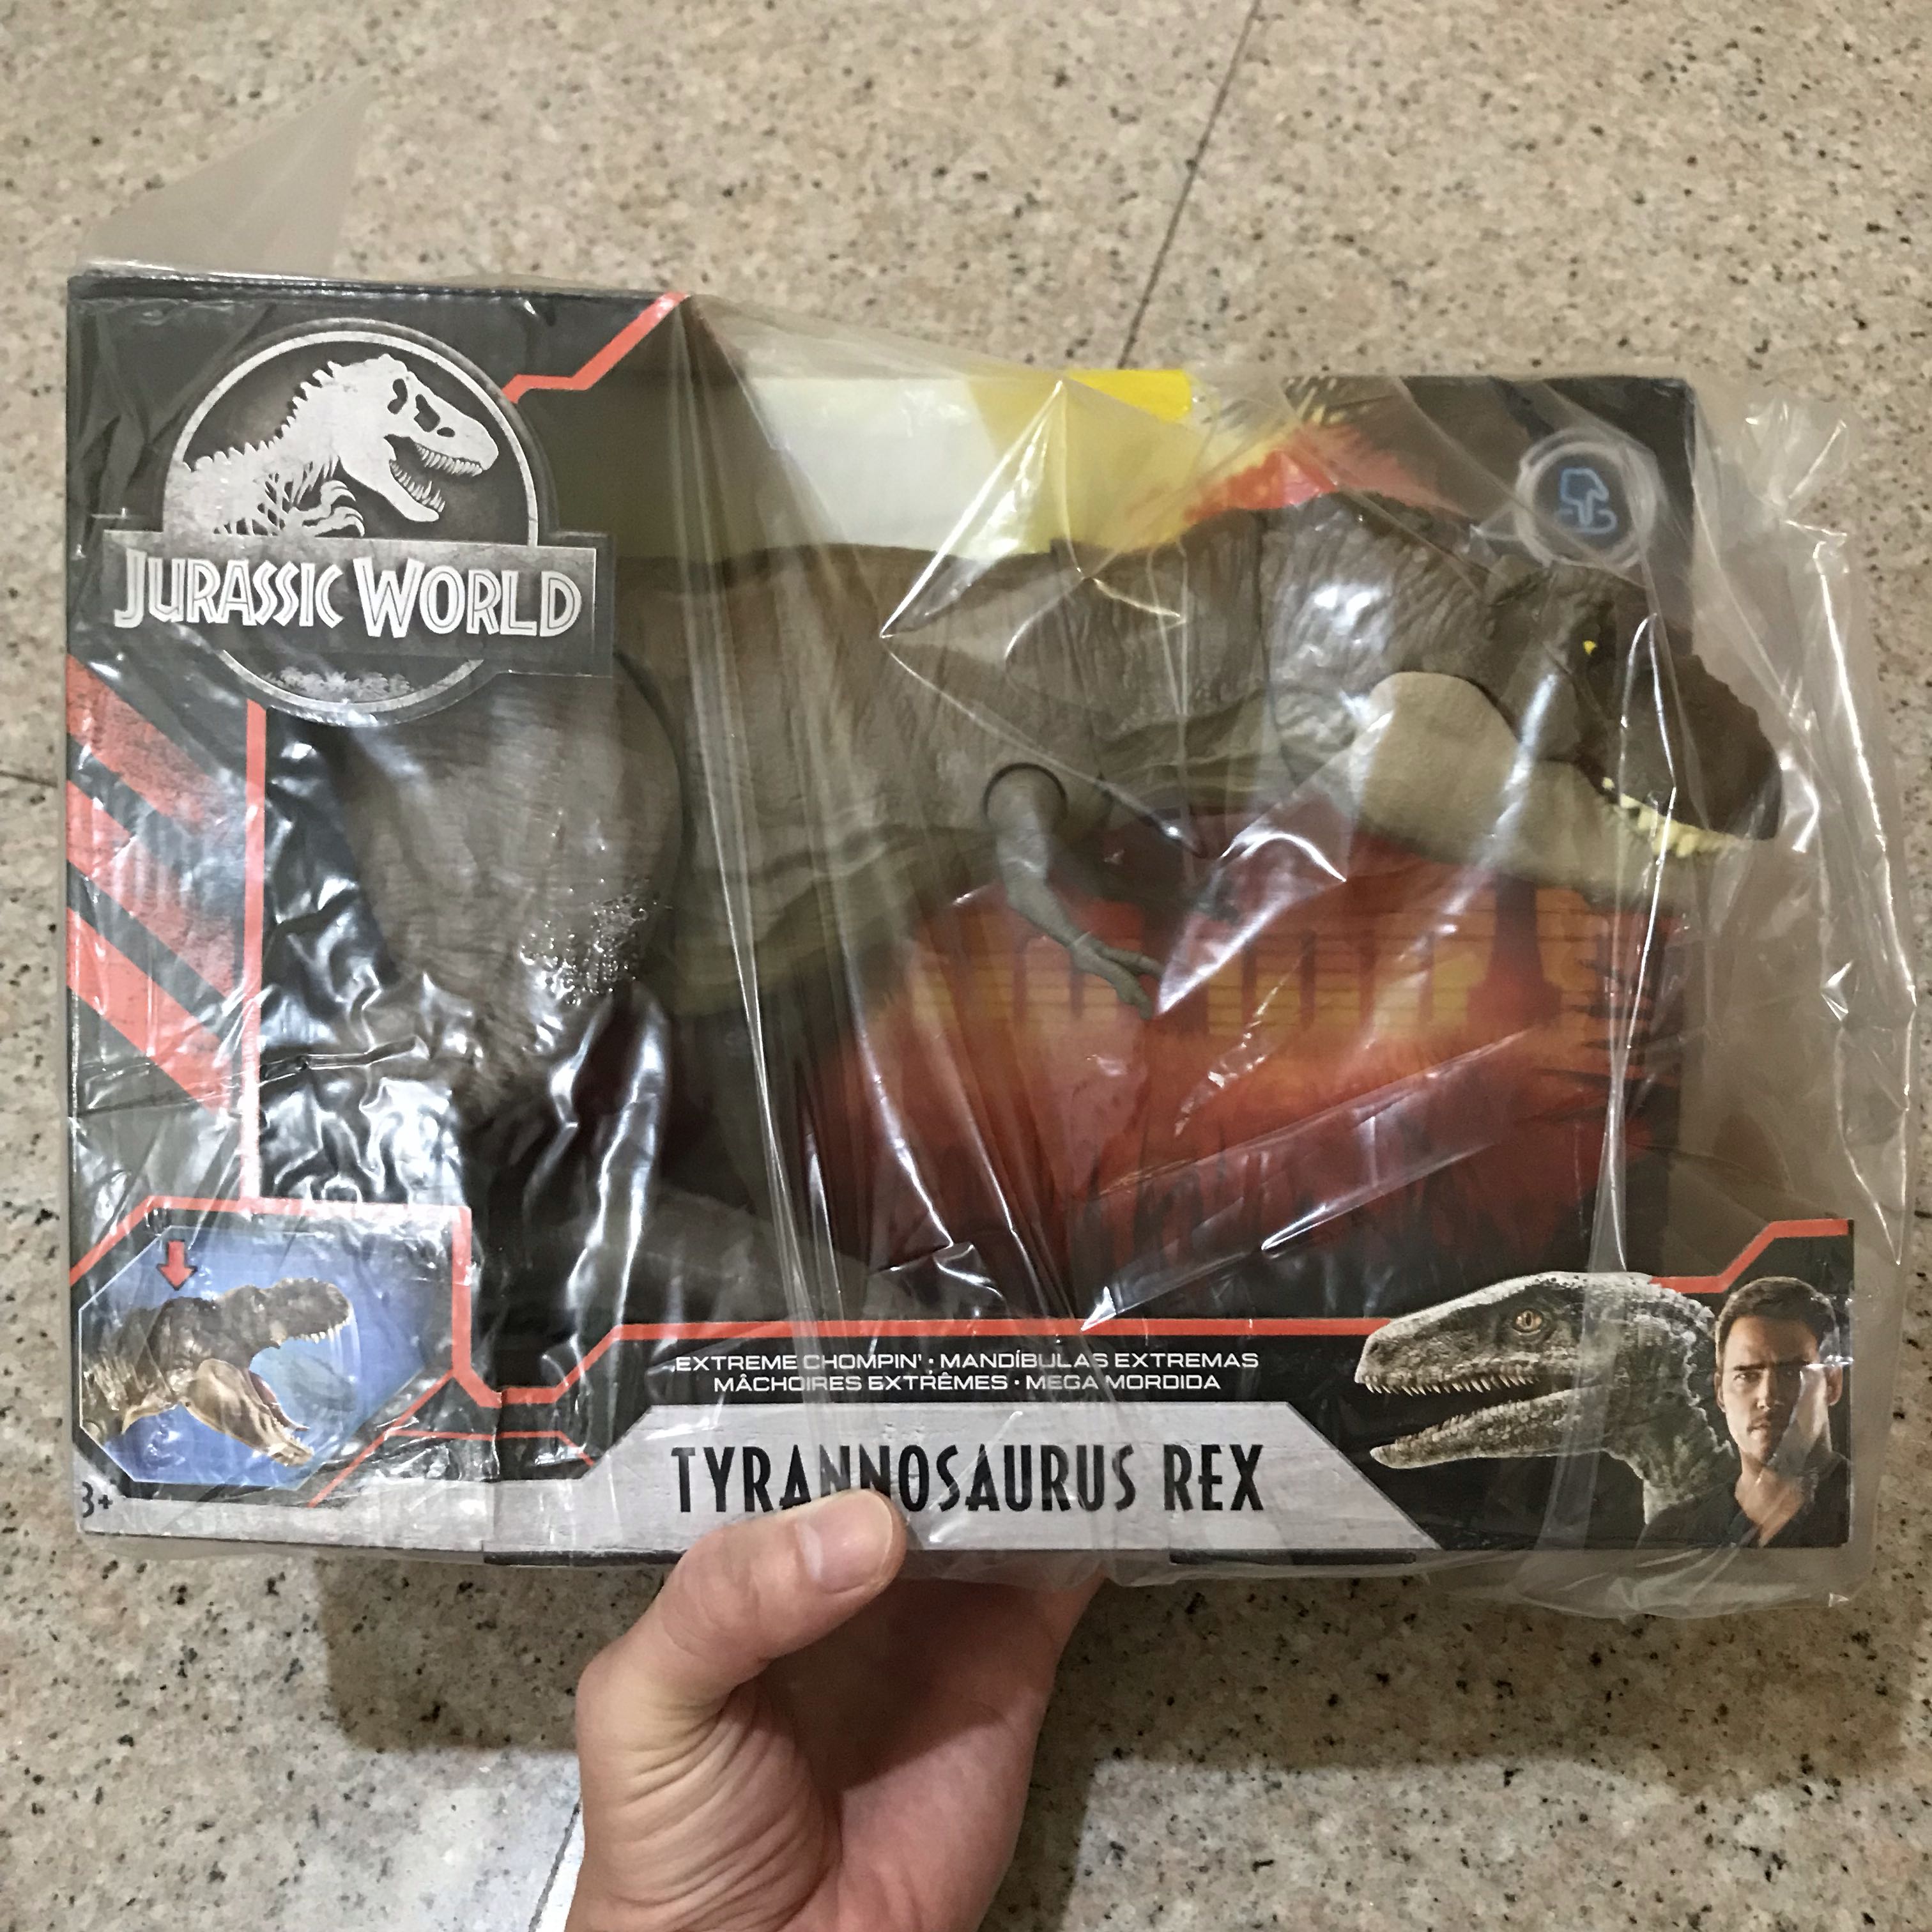 JURASSIC WORLD
EXTREME CHOMPIN' · MANDÍBULAS EXTREMAS
MÂCHOIRES EXTRÊMES · MEGA MORDIDA
TYRANNOSAURUS REX
3+